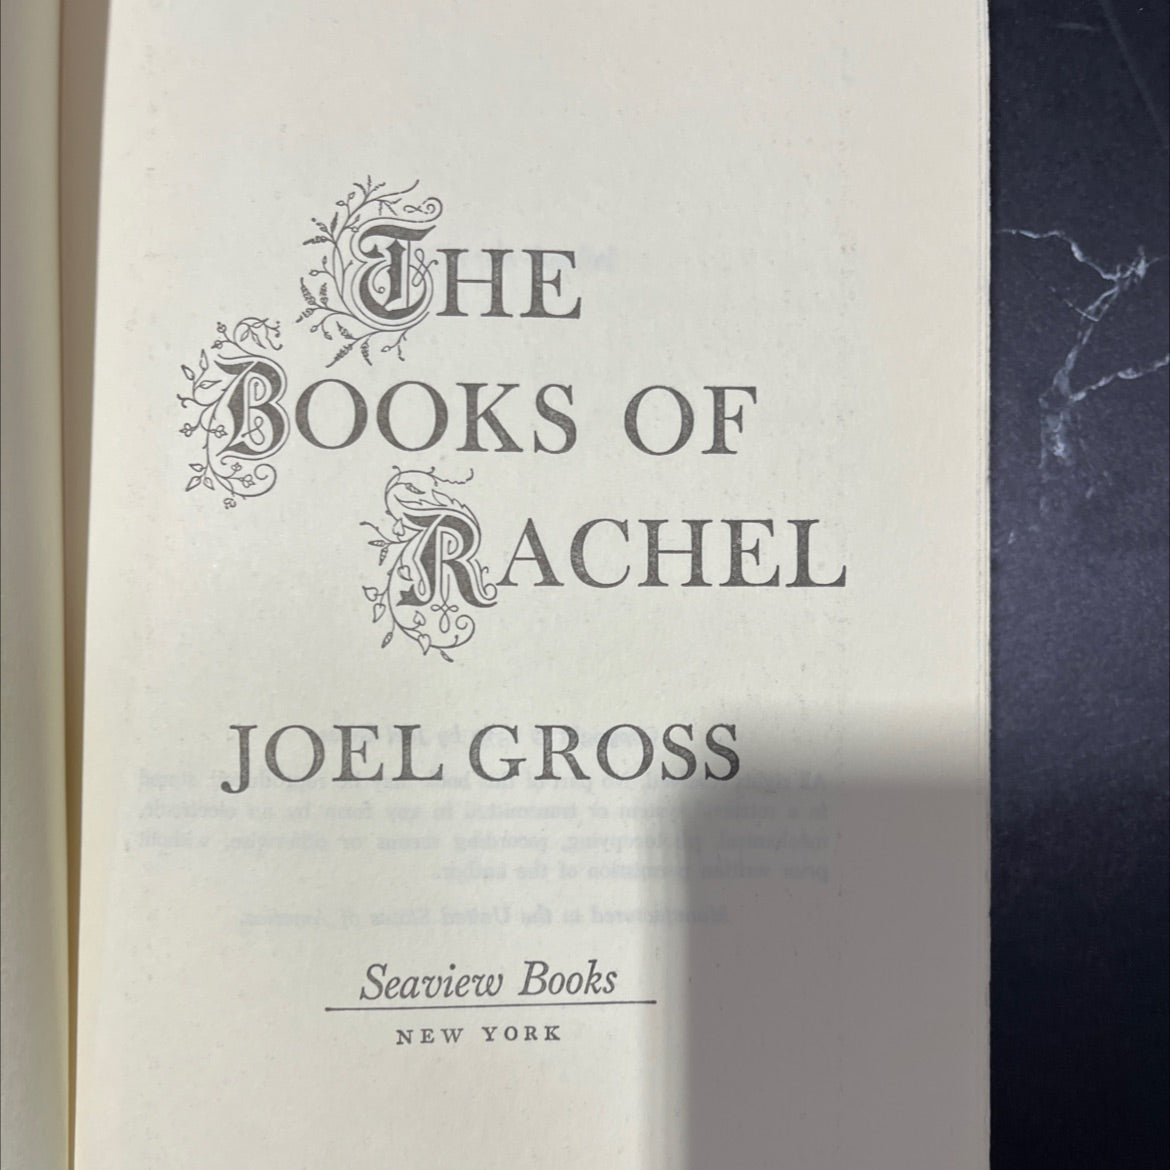 THE
BOOKS OF
RACHEL
JOEL GROSS
Seaview Books
NEW YORK